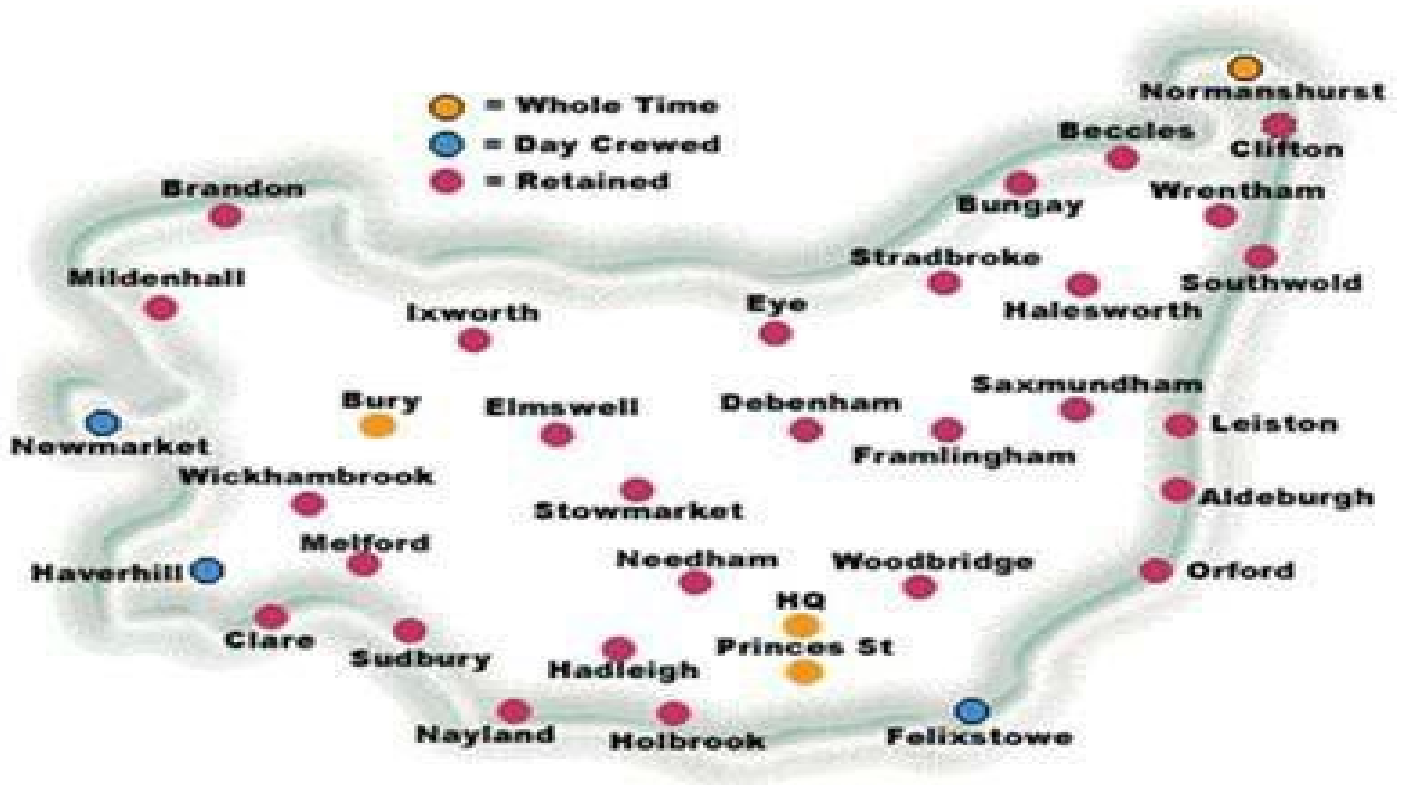 Normanshurst
= Whole Time
Beccles
= Day Crewed
Clifton
= Retained
Brandon
Wrentham
Bungay
Stradbroke
Mildenhall
Southwold
Eye
Halesworth
Ixworth
Saxmundham
Bury
Elmswell
Debenham
Leiston
Newmarket
Framlingham
Wickhambrook
Aldeburgh
Stowmarket
Melford
Needham
Woodbridge
Haverhill
Orford
HQ
Clare
Princes St
Sudbury
Hadleigh
Nayland
Holbrook
Felixstowe